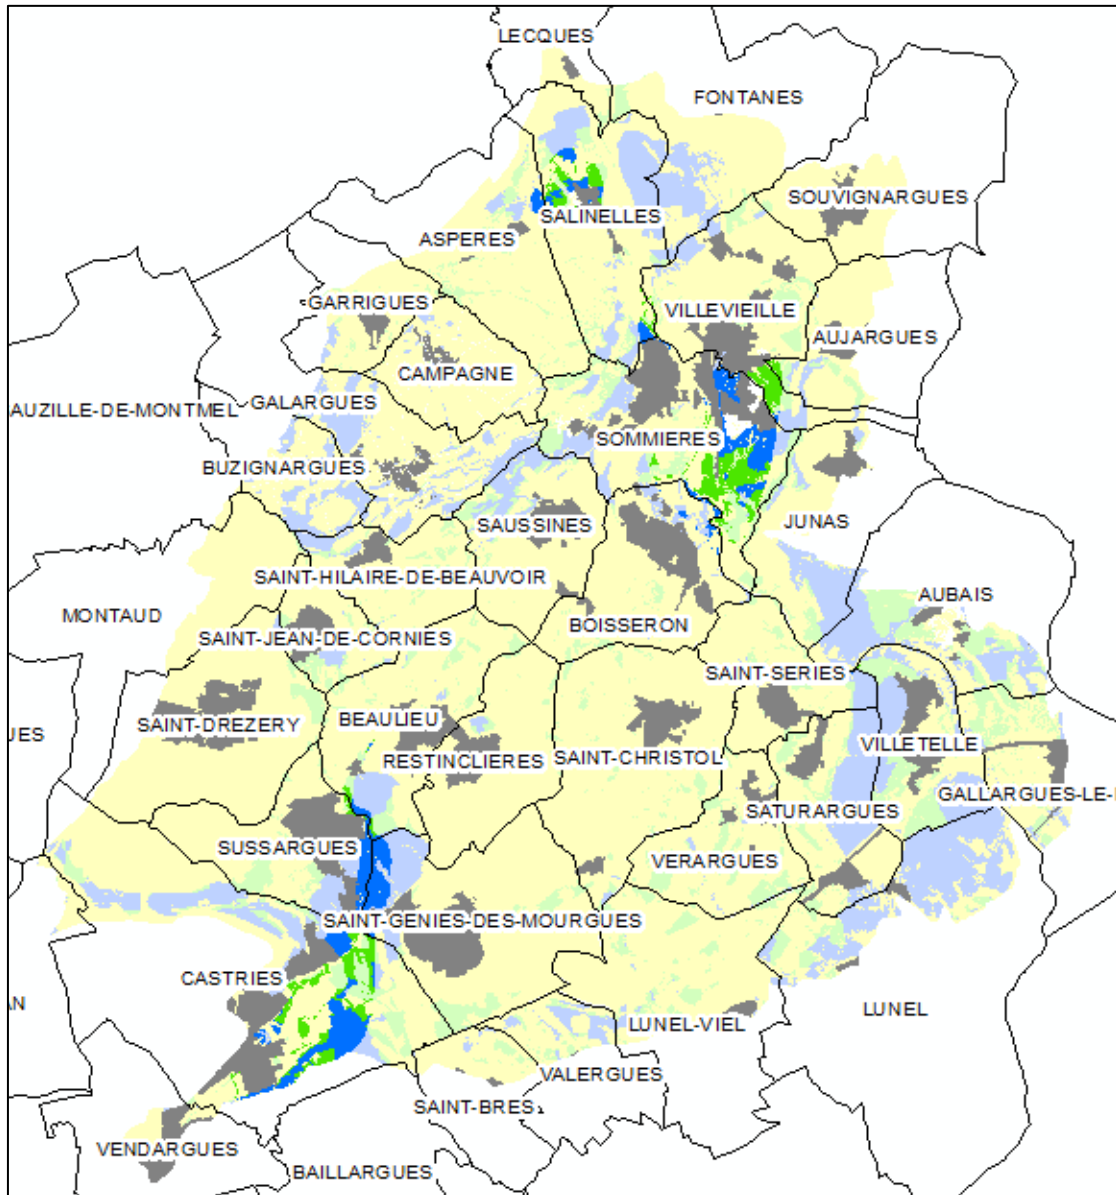 LECQUES
FONTANES
SOUVIGNARGUES
SALINELLES
ASPERES
GARRIGUES
VILLEVIEILLE
AUJARGUES
CAMPAGNE
GALARGUES
AUZILLE-DE-MONTMEL
SOMMIERES
BUZIGNARGUES
SAUSSINES
JUNAS
SAINT-HILAIRE-DE-BEAUVOIR
AUBAIS
MONTAUD
BOISSERON
SAINT-JEAN-DE-CORNIES
SAINT-SERIES
BEAULIEU
SAINT-DREZERY
UES
VILLETELLE
RESTINCLIERES
SAINT-CHRISTOL
GALLARGUES-LE-
SATURARGUES
SUSSARGUES
VERARGUES
SAINT-GENIES-DES-MOURGUES
CASTRIES
AN
LUNEL
LUNEL-VIEL
VALERGUES
SAINT-BRES
VENDARGUES
BAILLARGUES